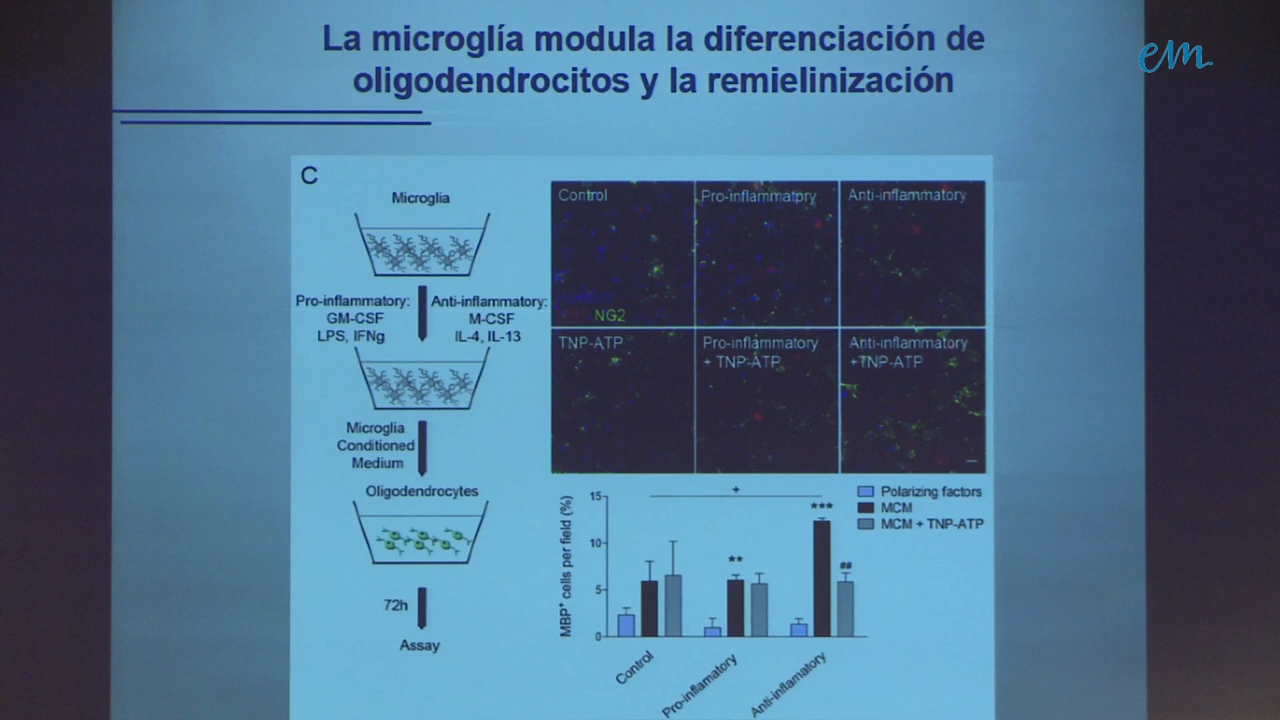 La microglía modula la diferenciación de
oligodendrocitos y la remielinización
em
C
Microglia
Pro-inflammatory:
GM-CSF
LPS, IFNg
Anti-inflammatory:
M-CSF
IL-4, IL-13
Microglia
Conditioned
Medium
Oligodendrocytes
72h
Assay
Control
Pro-inflammatory
Anti-inflammatory
NG2
TNP-ATP
Pro-inflammatory
+ TNP-ATP
Anti-inflammatory
+TNP-ATP
MBP⁺ cells per field (%)
15
10
5
0
+
**
***
##
Polarizing factors
MCM
MCM + TNP-ATP
Control
Pro-inflamatory
Anti-inflamatory